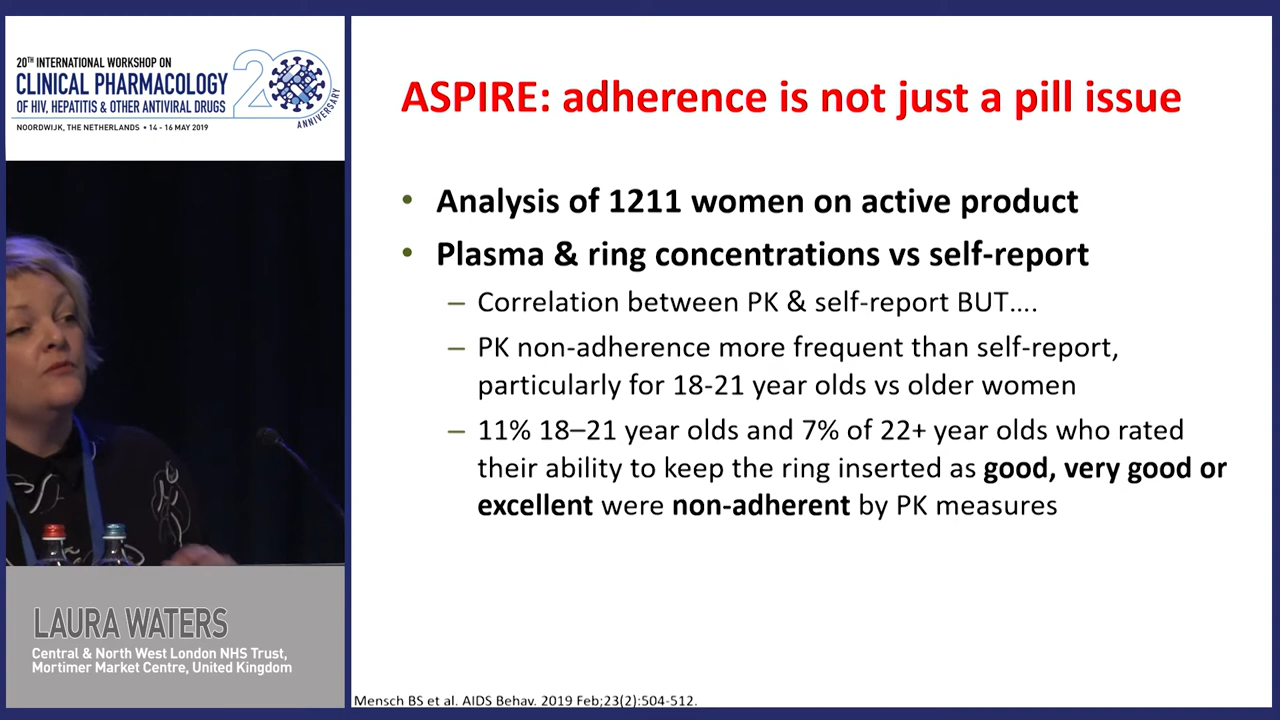 20TH INTERNATIONAL WORKSHOP ON
CLINICAL PHARMACOLOGY
OF HIV, HEPATITIS & OTHER ANTIVIRAL DRUGS
NOORDWIJK, THE NETHERLANDS • 14 - 16 MAY 2019
20
ANNIVERSARY
ASPIRE: adherence is not just a pill issue
• Analysis of 1211 women on active product
• Plasma & ring concentrations vs self-report
– Correlation between PK & self-report BUT….
– PK non-adherence more frequent than self-report,
particularly for 18-21 year olds vs older women
– 11% 18–21 year olds and 7% of 22+ year olds who rated
their ability to keep the ring inserted as good, very good or
excellent were non-adherent by PK measures
LAURA WATERS
Central & North West London NHS Trust,
Mortimer Market Centre, United Kingdom
Mensch BS et al. AIDS Behav. 2019 Feb;23(2):504-512.